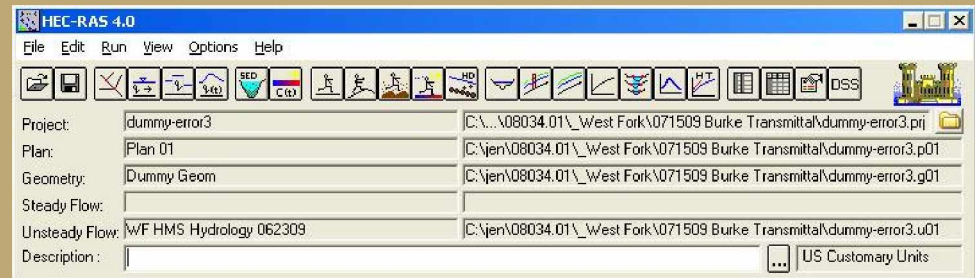 HEC-RAS 4.0
File Edit Run View Options Help
SED C(t) S(t) HD HT DSS
Project: dummy-error3 C:\...\08034.01\_West Fork\071509 Burke Transmittal\dummy-error3.prj
Plan: Plan 01 C:\jen\08034.01\_West Fork\071509 Burke Transmittal\dummy-error3.p01
Geometry: Dummy Geom C:\jen\08034.01\_West Fork\071509 Burke Transmittal\dummy-error3.g01
Steady Flow:
Unsteady Flow: WF HMS Hydrology 062309 C:\jen\08034.01\_West Fork\071509 Burke Transmittal\dummy-error3.u01
Description : ... US Customary Units